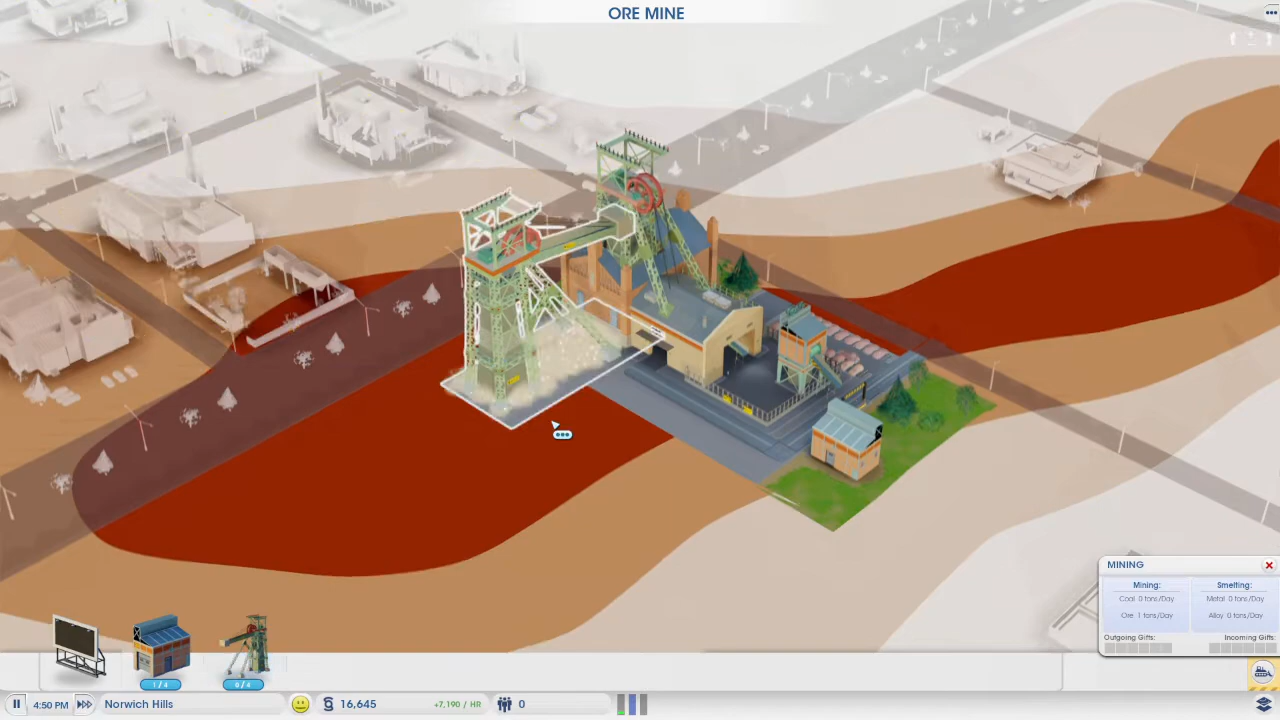 ORE MINE
MINING
Mining:
Smelting:
Coal 0 tons/Day
Metal 0 tons/Day
Ore 1 tons/Day
Alloy 0 tons/Day
Outgoing Gifts:
Incoming Gifts:
1 / 4
0 / 4
4:50 PM
Norwich Hills
16,645
+7,190 / HR
0